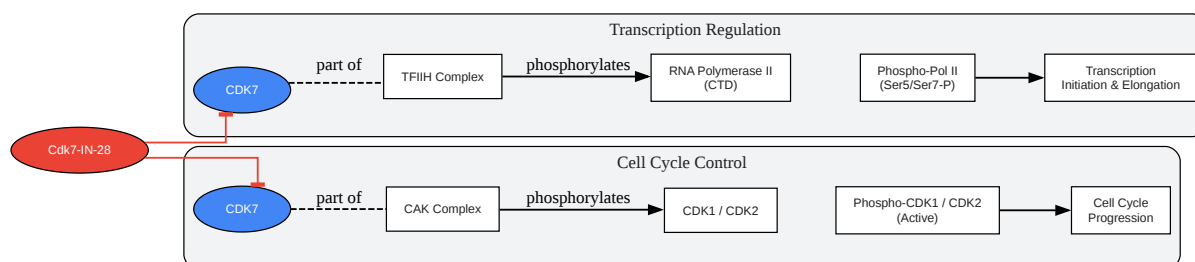 Transcription Regulation
CDK7
part of
TFIIH Complex
phosphorylates
RNA Polymerase II
(CTD)
Phospho-Pol II
(Ser5/Ser7-P)
Transcription
Initiation & Elongation
Cdk7-IN-28
Cell Cycle Control
CDK7
part of
CAK Complex
phosphorylates
CDK1 / CDK2
Phospho-CDK1 / CDK2
(Active)
Cell Cycle
Progression